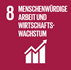 8 MENSCHENWÜRDIGE
ARBEIT UND
WIRTSCHAFTS-
WACHSTUM